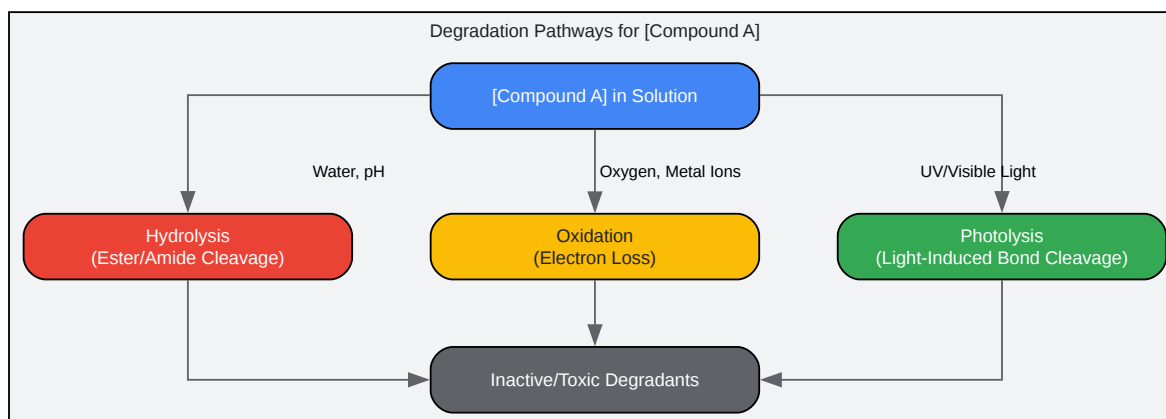 Degradation Pathways for [Compound A]
[Compound A] in Solution
Water, pH
Oxygen, Metal Ions
UV/Visible Light
Hydrolysis
(Ester/Amide Cleavage)
Oxidation
(Electron Loss)
Photolysis
(Light-Induced Bond Cleavage)
Inactive/Toxic Degradants